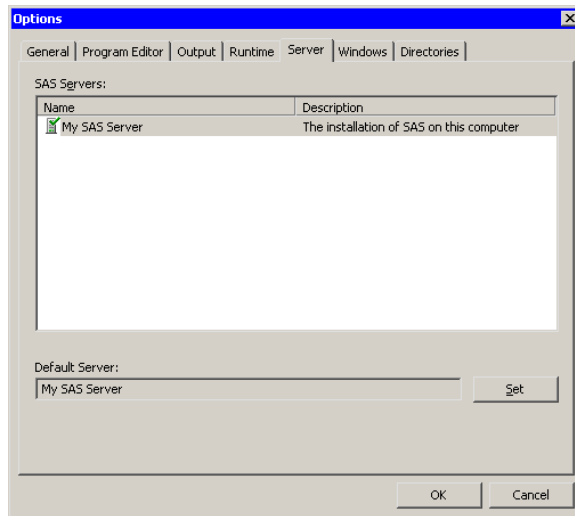 Options
General Program Editor Output Runtime Server Windows Directories
SAS Servers:
Name Description
My SAS Server The installation of SAS on this computer
Default Server:
My SAS Server Set
OK Cancel